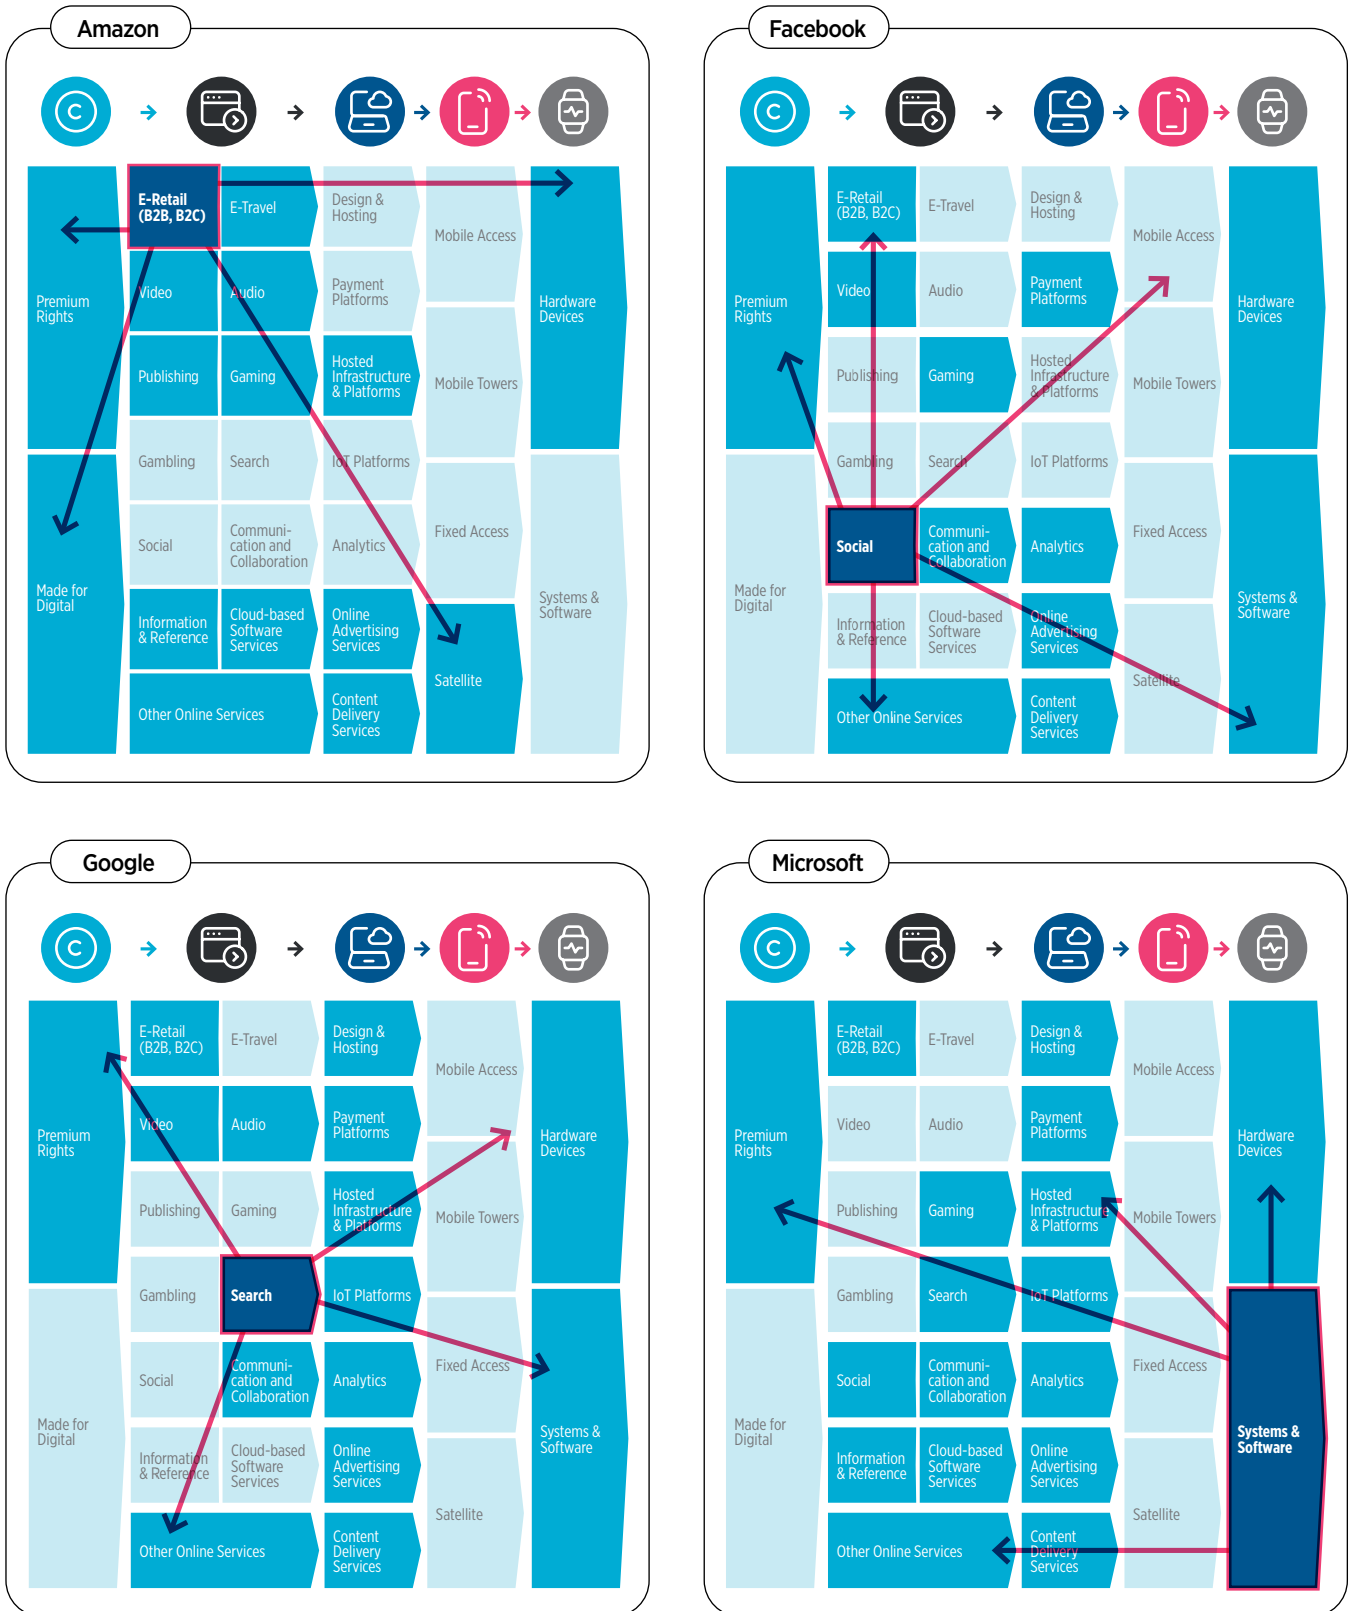 Amazon
C
E-Retail
(B2B, B2C)
E-Travel
Design &
Hosting
Mobile Access
Premium
Rights
Video
Audio
Payment
Platforms
Hardware
Devices
Publishing
Gaming
Hosted
Infrastructure
& Platforms
Mobile Towers
Gambling
Search
IoT Platforms
Social
Communi-
cation and
Collaboration
Analytics
Fixed Access
Made for
Digital
Information
& Reference
Cloud-based
Software
Services
Online
Advertising
Services
Systems &
Software
Satellite
Other Online Services
Content
Delivery
Services
Facebook
C
E-Retail
(B2B, B2C)
E-Travel
Design &
Hosting
Mobile Access
Premium
Rights
Video
Audio
Payment
Platforms
Hardware
Devices
Publishing
Gaming
Hosted
Infrastructure
& Platforms
Mobile Towers
Gambling
Search
IoT Platforms
Social
Communi-
cation and
Collaboration
Analytics
Fixed Access
Made for
Digital
Information
& Reference
Cloud-based
Software
Services
Online
Advertising
Services
Systems &
Software
Satellite
Other Online Services
Content
Delivery
Services
Google
C
E-Retail
(B2B, B2C)
E-Travel
Design &
Hosting
Mobile Access
Premium
Rights
Video
Audio
Payment
Platforms
Hardware
Devices
Publishing
Gaming
Hosted
Infrastructure
& Platforms
Mobile Towers
Gambling
Search
IoT Platforms
Social
Communi-
cation and
Collaboration
Analytics
Fixed Access
Made for
Digital
Information
& Reference
Cloud-based
Software
Services
Online
Advertising
Services
Systems &
Software
Satellite
Other Online Services
Content
Delivery
Services
Microsoft
C
E-Retail
(B2B, B2C)
E-Travel
Design &
Hosting
Mobile Access
Premium
Rights
Video
Audio
Payment
Platforms
Hardware
Devices
Publishing
Gaming
Hosted
Infrastructure
& Platforms
Mobile Towers
Gambling
Search
IoT Platforms
Social
Communi-
cation and
Collaboration
Analytics
Fixed Access
Made for
Digital
Information
& Reference
Cloud-based
Software
Services
Online
Advertising
Services
Systems &
Software
Satellite
Other Online Services
Content
Delivery
Services